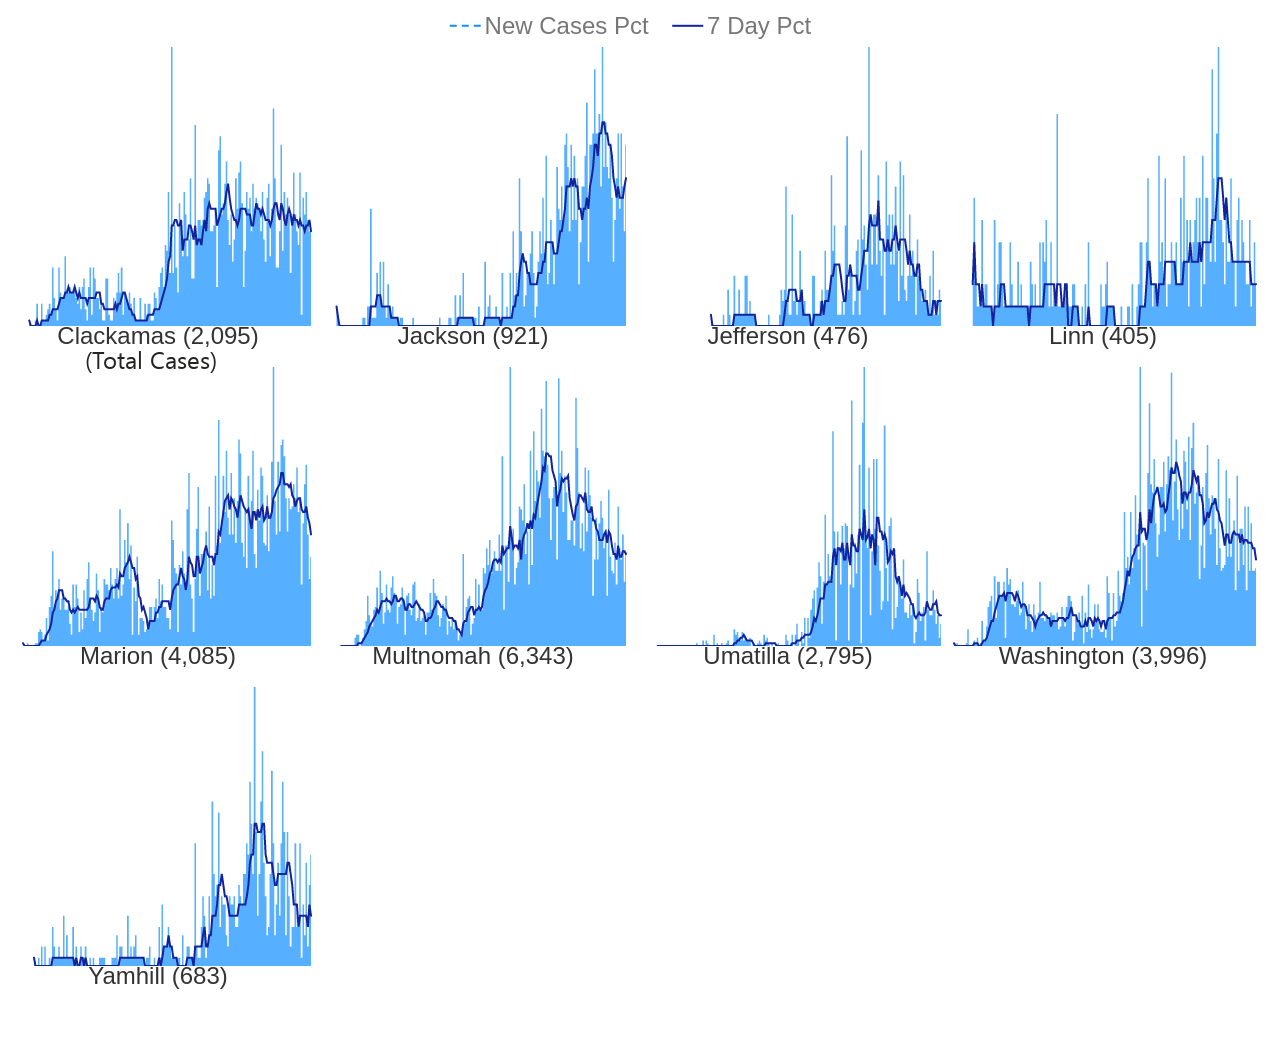 New Cases Pct 7 Day Pct
Clackamas (2,095) Jackson (921) Jefferson (476) Linn (405)
(Total Cases)
Marion (4,085) Multnomah (6,343) Umatilla (2,795) Washington (3,996)
Yamhill (683)